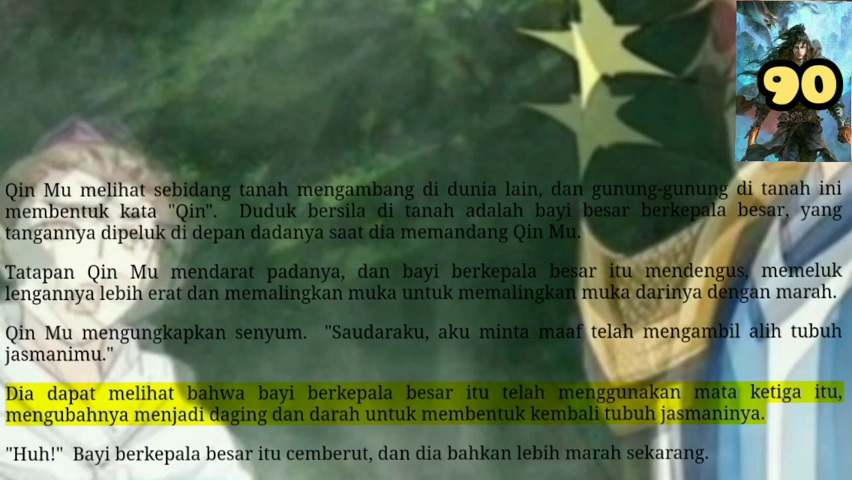 90
Qin Mu melihat sebidang tanah mengambang di dunia lain, dan gunung-gunung di tanah ini
membentuk kata "Qin".  Duduk bersila di tanah adalah bayi besar berkepala besar, yang
tangannya dipeluk di depan dadanya saat dia memandang Qin Mu.
Tatapan Qin Mu mendarat padanya, dan bayi berkepala besar itu mendengus, memeluk
lengannya lebih erat dan memalingkan muka untuk memalingkan muka darinya dengan marah.
Qin Mu mengungkapkan senyum.  "Saudaraku, aku minta maaf telah mengambil alih tubuh
jasmanimu."
Dia dapat melihat bahwa bayi berkepala besar itu telah menggunakan mata ketiga itu,
mengubahnya menjadi daging dan darah untuk membentuk kembali tubuh jasmaninya.
"Huh!"  Bayi berkepala besar itu cemberut, dan dia bahkan lebih marah sekarang.